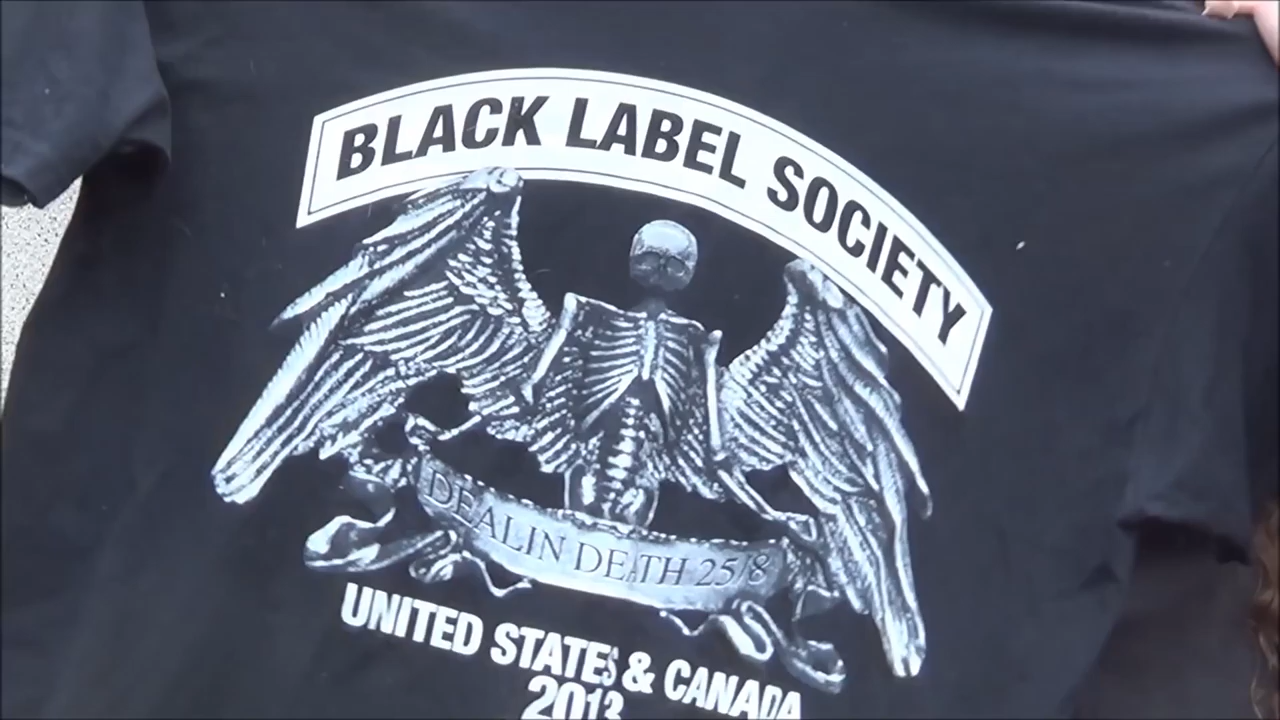 BLACK LABEL SOCIETY
DEALIN DEATH 25/8
UNITED STATES & CANADA
2013